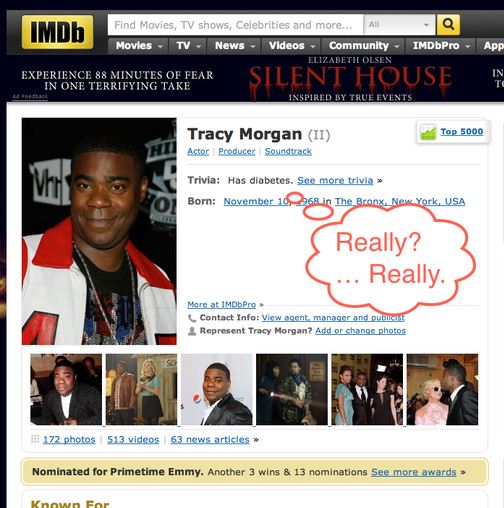 IMDb
Find Movies, TV shows, Celebrities and more...
All
Movies
TV
News
Videos
Community
IMDbPro
App
EXPERIENCE 88 MINUTES OF FEAR
IN ONE TERRIFYING TAKE
ELIZABETH OLSEN
SILENT HOUSE
INSPIRED BY TRUE EVENTS
IN
TO
Ad Feedback
Tracy Morgan (II)
Top 5000
Actor | Producer | Soundtrack
Trivia: Has diabetes. See more trivia »
Born: November 10, 1968 in The Bronx, New York, USA
Really?
... Really.
More at IMDbPro »
Contact Info: View agent, manager and publicist
Represent Tracy Morgan? Add or change photos
172 photos | 513 videos | 63 news articles »
Nominated for Primetime Emmy. Another 3 wins & 13 nominations See more awards »
Known For